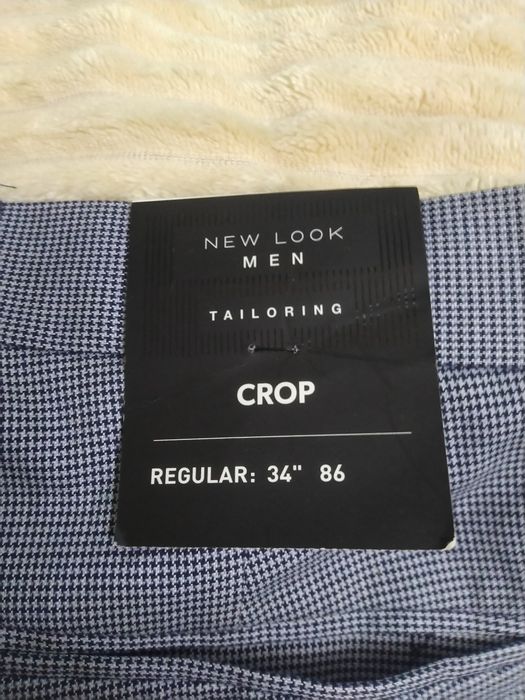 NEW LOOK
MEN
TAILORING
CROP
REGULAR: 34" 86